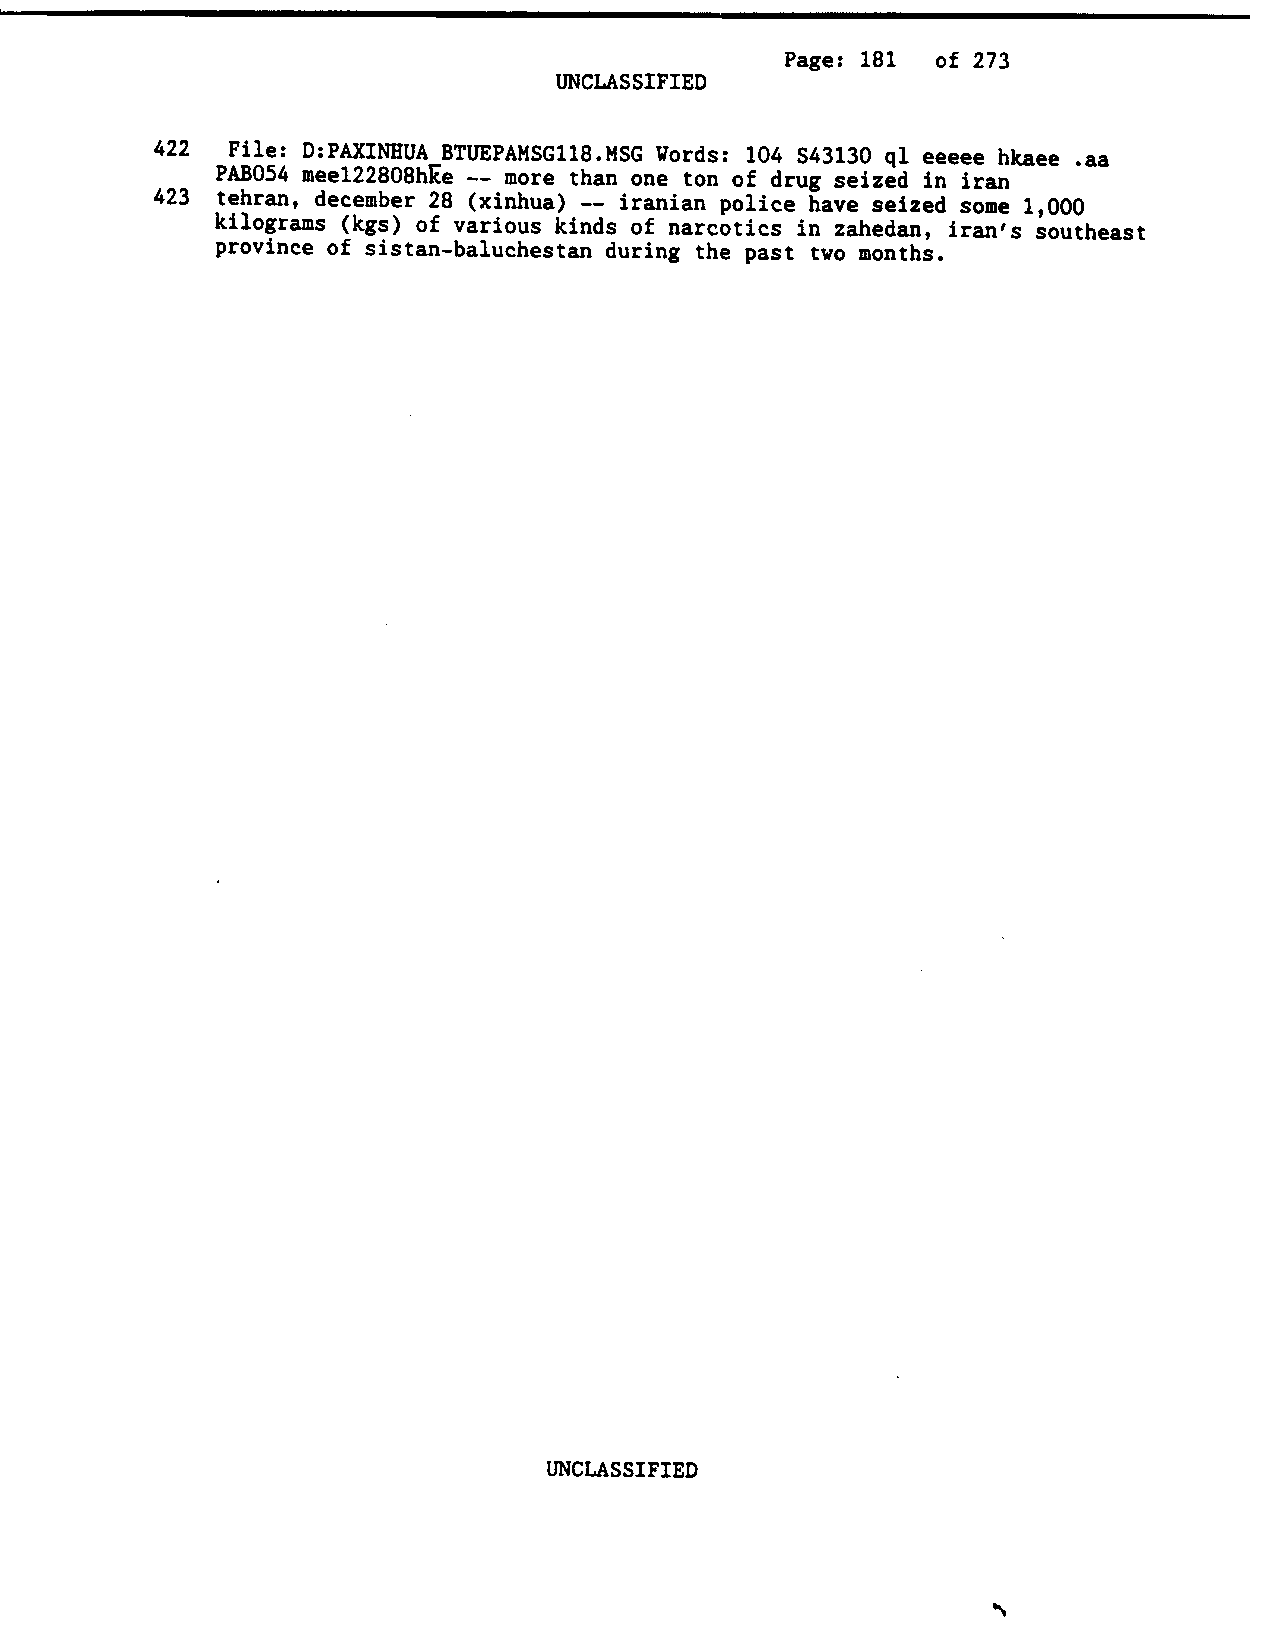 Page: 181 of 273
UNCLASSIFIED
422 File: D:PAXINHUA_BTUEPAMSG118.MSG Words: 104 S43130 ql eeeee hkaee .aa
PAB054 mee122808hke -- more than one ton of drug seized in iran
423 tehran, december 28 (xinhua) -- iranian police have seized some 1,000
kilograms (kgs) of various kinds of narcotics in zahedan, iran's southeast
province of sistan-baluchestan during the past two months.
UNCLASSIFIED